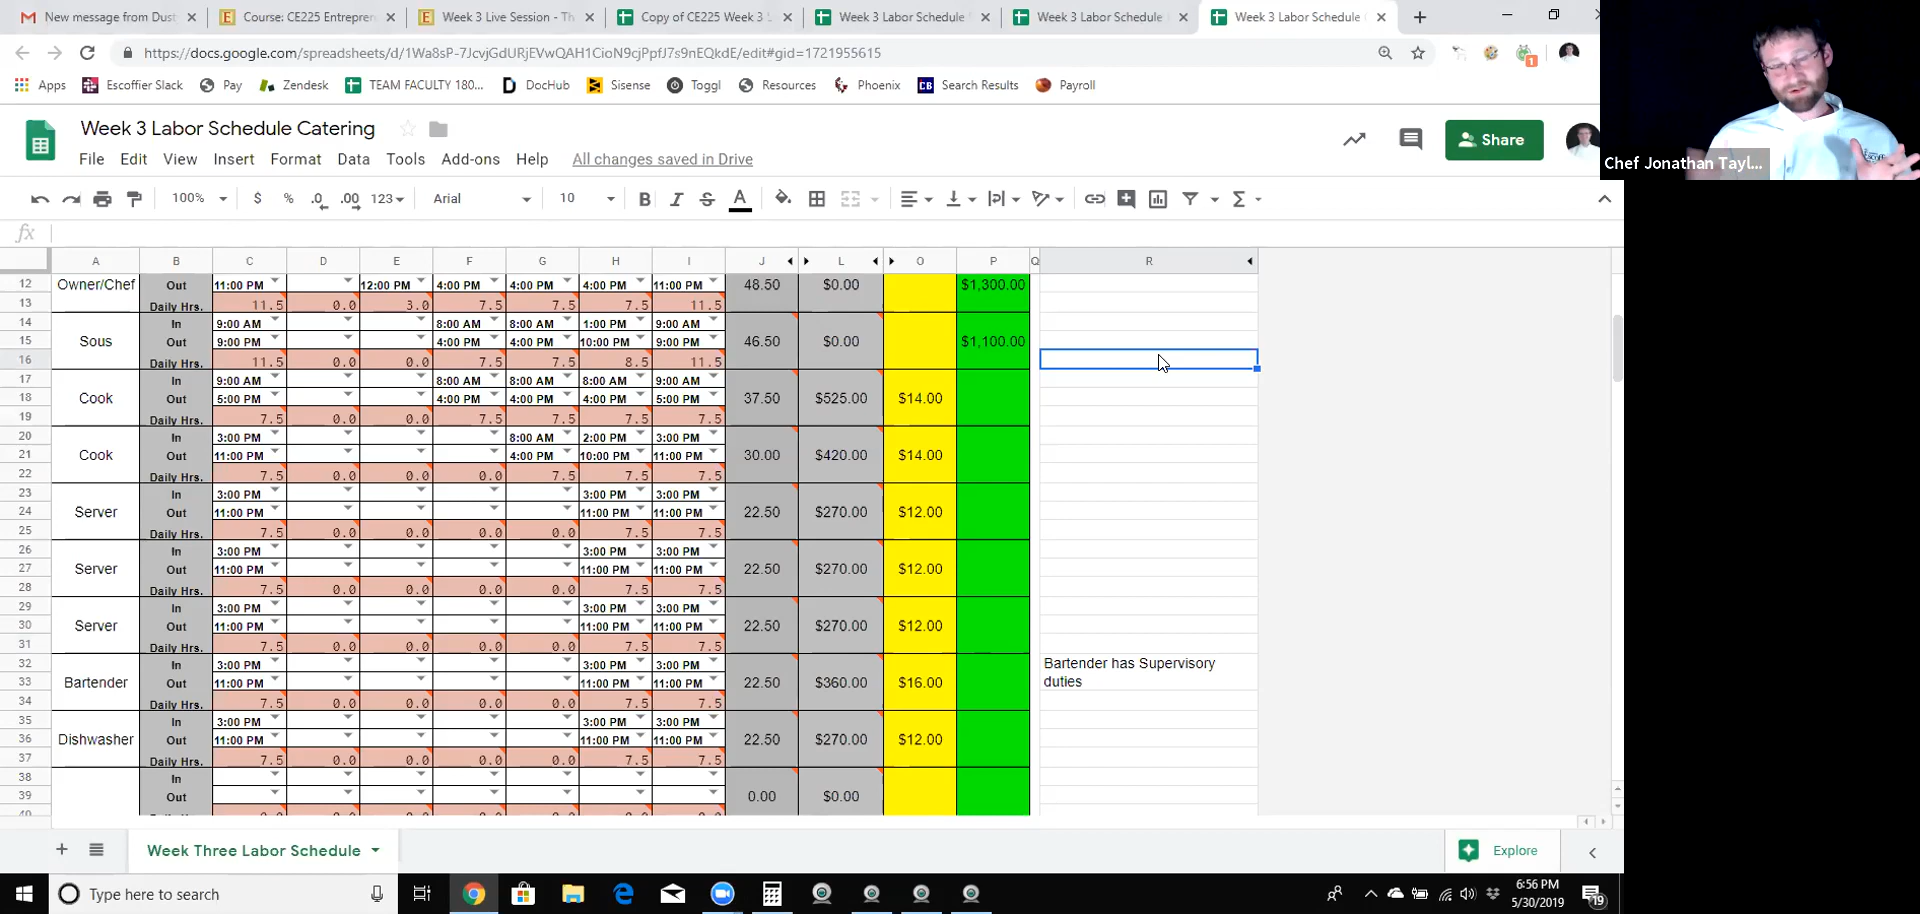 New message from Dust
Course: CE225 Entrepren
Week 3 Live Session - Th
Copy of CE225 Week 3
Week 3 Labor Schedule
Week 3 Labor Schedule
Week 3 Labor Schedule
https://docs.google.com/spreadsheets/d/1Wa8sP-7JcvjGdURjEVwQAH1CioN9cjPpfJ7s9nEQkdE/edit#gid=1721955615
Apps Escoffier Slack Pay Zendesk TEAM FACULTY 180... DocHub Sisense Toggl Resources Phoenix Search Results Payroll
Week 3 Labor Schedule Catering
File Edit View Insert Format Data Tools Add-ons Help All changes saved in Drive
Share
Chef Jonathan Tayl...
100% $ % .0 .00 123 Arial 10 B I S A
fx
A B C D E F G H I J L O P Q R
12 Owner/Chef Out 11:00 PM 12:00 PM 4:00 PM 4:00 PM 4:00 PM 11:00 PM 48.50 $0.00 $1,300.00
13 Daily Hrs. 11.5 0.0 3.0 7.5 7.5 7.5 11.5
14 In 9:00 AM 8:00 AM 8:00 AM 1:00 PM 9:00 AM
15 Sous Out 9:00 PM 4:00 PM 4:00 PM 10:00 PM 9:00 PM 46.50 $0.00 $1,100.00
16 Daily Hrs. 11.5 0.0 0.0 7.5 7.5 8.5 11.5
17 In 9:00 AM 8:00 AM 8:00 AM 8:00 AM 9:00 AM
18 Cook Out 5:00 PM 4:00 PM 4:00 PM 4:00 PM 5:00 PM 37.50 $525.00 $14.00
19 Daily Hrs. 7.5 0.0 0.0 7.5 7.5 7.5 7.5
20 In 3:00 PM 8:00 AM 2:00 PM 3:00 PM
21 Cook Out 11:00 PM 4:00 PM 10:00 PM 11:00 PM 30.00 $420.00 $14.00
22 Daily Hrs. 7.5 0.0 0.0 0.0 7.5 7.5 7.5
23 In 3:00 PM 3:00 PM 3:00 PM
24 Server Out 11:00 PM 11:00 PM 11:00 PM 22.50 $270.00 $12.00
25 Daily Hrs. 7.5 0.0 0.0 0.0 0.0 7.5 7.5
26 In 3:00 PM 3:00 PM 3:00 PM
27 Server Out 11:00 PM 11:00 PM 11:00 PM 22.50 $270.00 $12.00
28 Daily Hrs. 7.5 0.0 0.0 0.0 0.0 7.5 7.5
29 In 3:00 PM 3:00 PM 3:00 PM
30 Server Out 11:00 PM 11:00 PM 11:00 PM 22.50 $270.00 $12.00
31 Daily Hrs. 7.5 0.0 0.0 0.0 0.0 7.5 7.5
32 In 3:00 PM 3:00 PM 3:00 PM Bartender has Supervisory
33 Bartender Out 11:00 PM 11:00 PM 11:00 PM 22.50 $360.00 $16.00 duties
34 Daily Hrs. 7.5 0.0 0.0 0.0 0.0 7.5 7.5
35 In 3:00 PM 3:00 PM 3:00 PM
36 Dishwasher Out 11:00 PM 11:00 PM 11:00 PM 22.50 $270.00 $12.00
37 Daily Hrs. 7.5 0.0 0.0 0.0 0.0 7.5 7.5
38 In
39 Out 0.00 $0.00
Week Three Labor Schedule
Explore
Type here to search
6:56 PM
5/30/2019
19